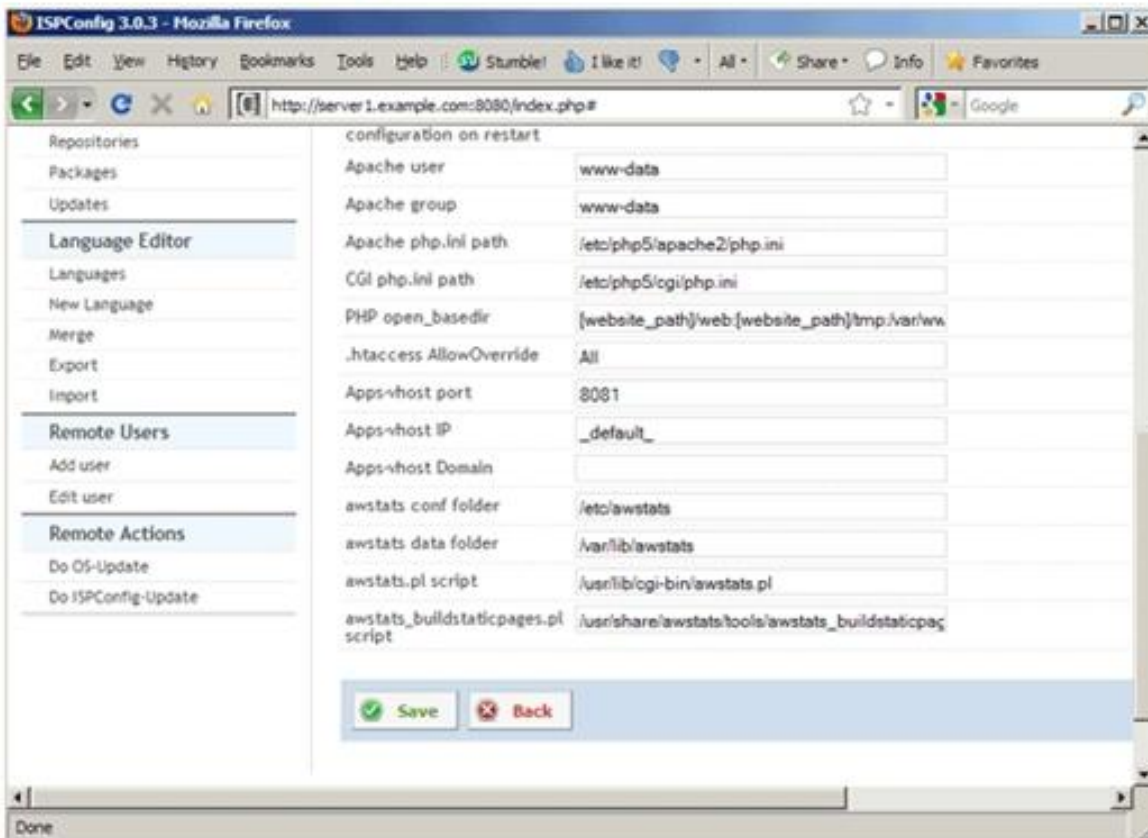 ISPConfig 3.0.3 - Mozilla Firefox
File Edit View History Bookmarks Tools Help Stumble! I like it! All Share Info Favorites
http://server1.example.com:8080/index.php# Google
Repositories
Packages
Updates
Language Editor
Languages
New Language
Merge
Export
Import
Remote Users
Add user
Edit user
Remote Actions
Do OS-Update
Do ISPConfig-Update
configuration on restart
Apache user www-data
Apache group www-data
Apache php.ini path /etc/php5/apache2/php.ini
CGI php.ini path /etc/php5/cgi/php.ini
PHP open_basedir [website_path]/web:[website_path]/tmp:/var/ww
.htaccess AllowOverride All
Apps-vhost port 8081
Apps-vhost IP _default_
Apps-vhost Domain
awstats conf folder /etc/awstats
awstats data folder /var/lib/awstats
awstats.pl script /usr/lib/cgi-bin/awstats.pl
awstats_buildstaticpages.pl /usr/share/awstats/tools/awstats_buildstaticpag
script
Save Back
Done